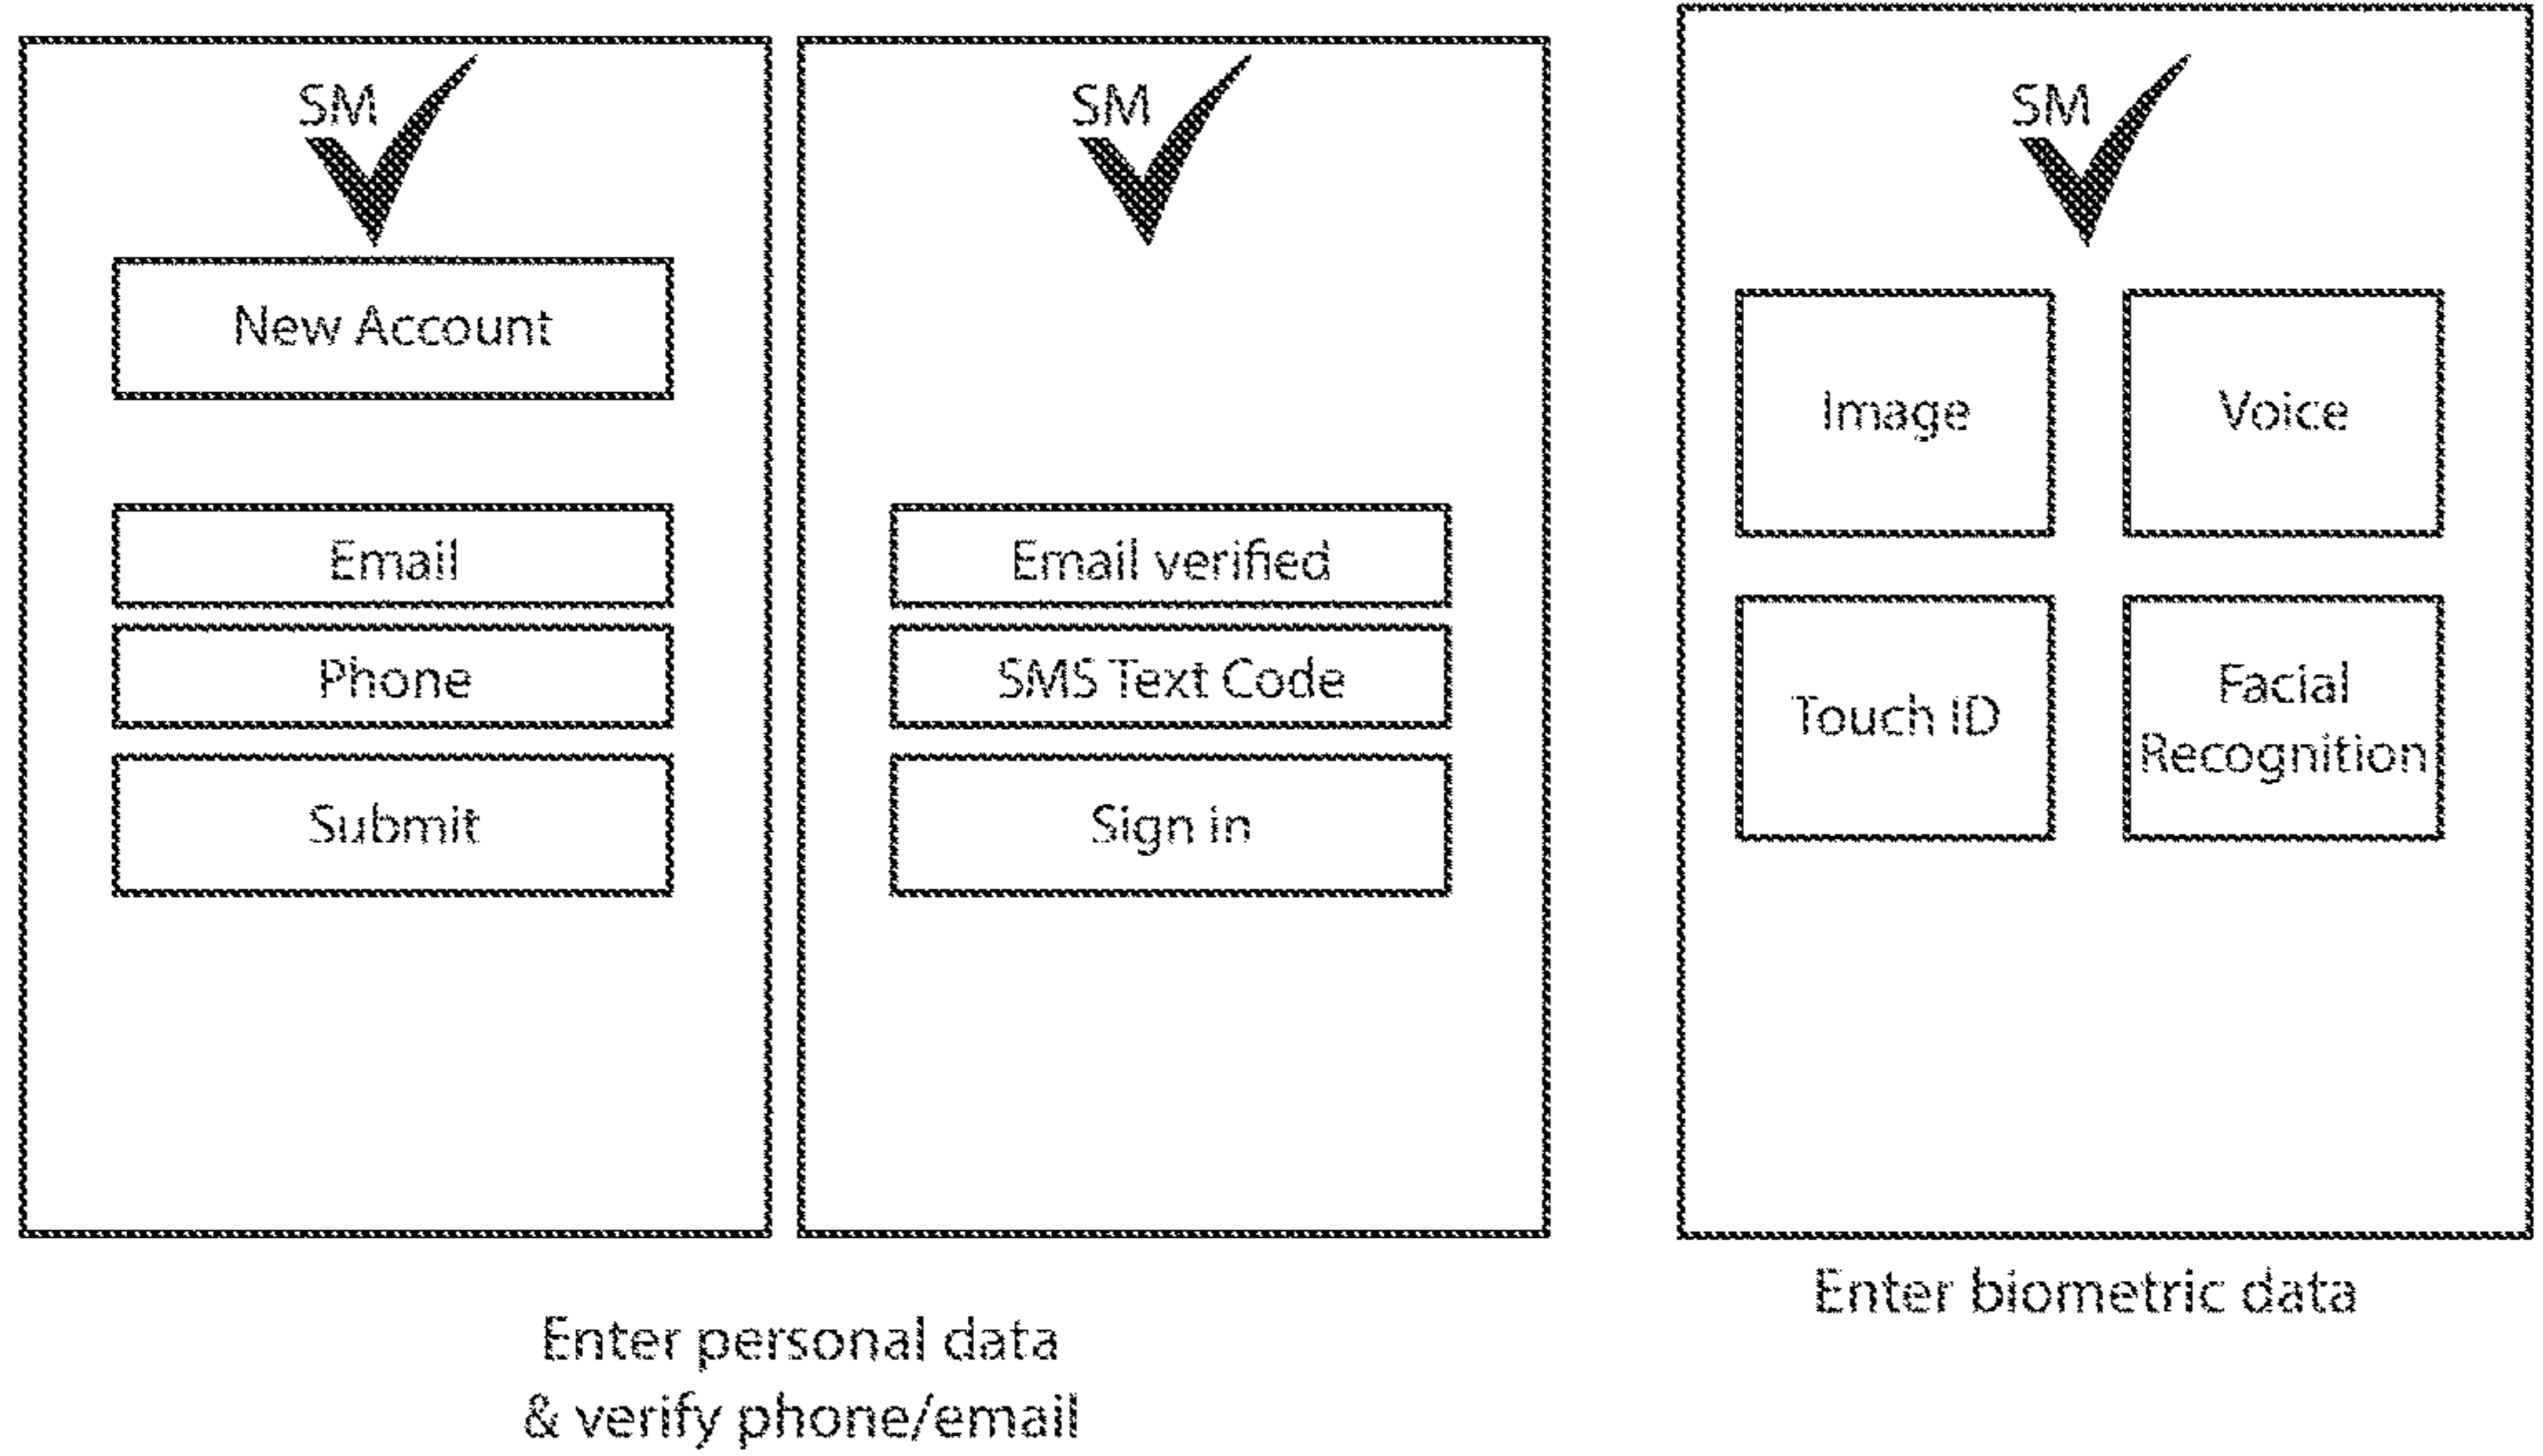 SM
New Account
Email
Phone
Submit
SM
Email verified
SMS Text Code
Sign in
Enter personal data
& verify phone/email
SM
Image
Voice
Touch ID
Facial
Recognition
Enter biometric data